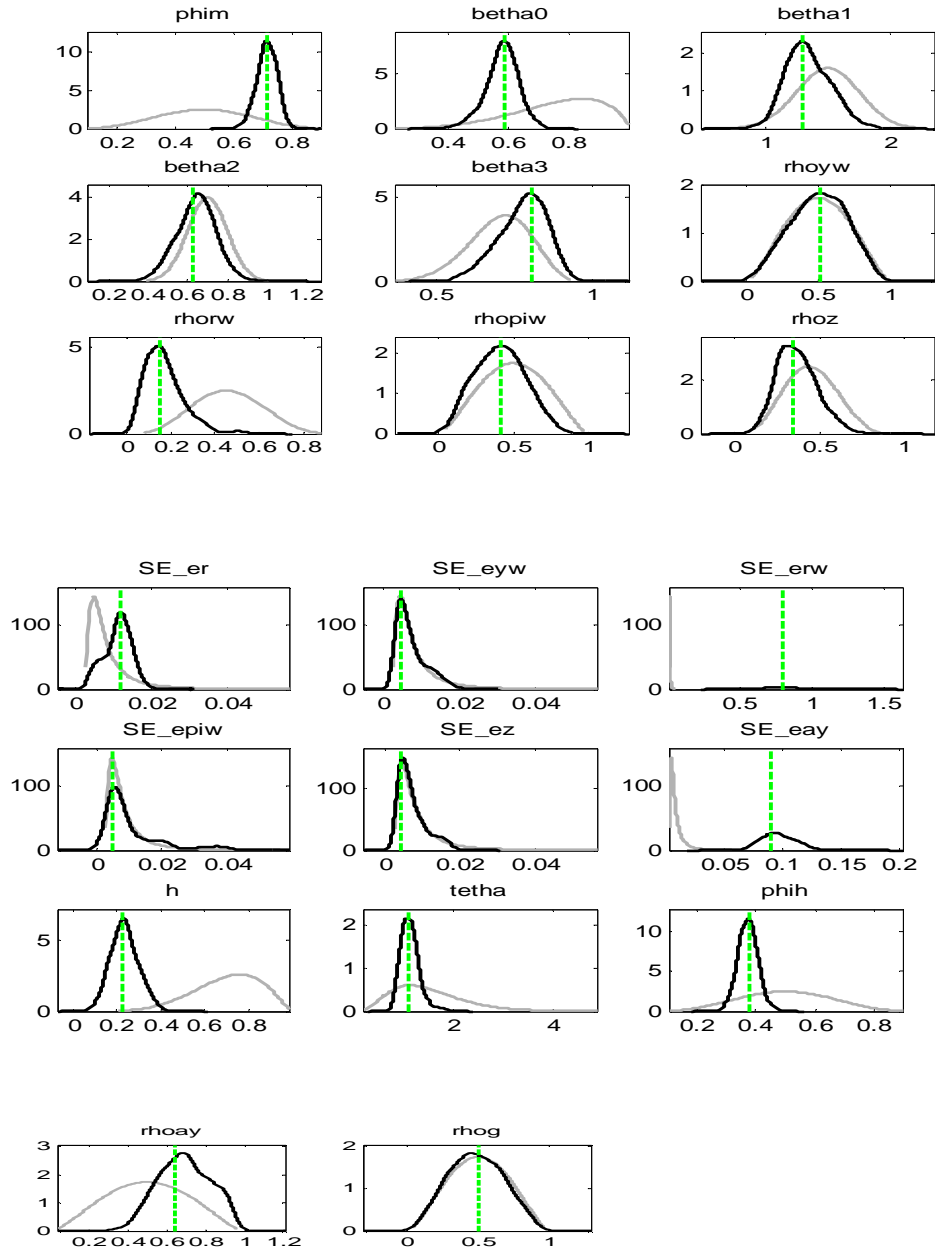 phim betha0 betha1
10
5
0
0.2 0.4 0.6 0.8
5
0
0.4 0.6 0.8
2
1
0
1 2
betha2 betha3 rhoyw
4
2
0
0.2 0.4 0.6 0.8 1 1.2
5
0
0.5 1
2
1
0
0 0.5 1
rhorw rhopiw rhoz
5
0
0 0.2 0.4 0.6 0.8
2
1
0
0 0.5 1
2
0
0 0.5 1
SE_er SE_eyw SE_erw
100
0
0 0.02 0.04
100
0
0 0.02 0.04
100
0
0.5 1 1.5
SE_epiw SE_ez SE_eay
100
0
0 0.02 0.04
100
0
0 0.02 0.04
100
0
0.05 0.1 0.15 0.2
h tetha phih
5
0
0 0.2 0.4 0.6 0.8
2
1
0
2 4
10
5
0
0.2 0.4 0.6 0.8
rhoay rhog
3
2
1
0
0.2 0.4 0.6 0.8 1 1.2
2
1
0
0 0.5 1